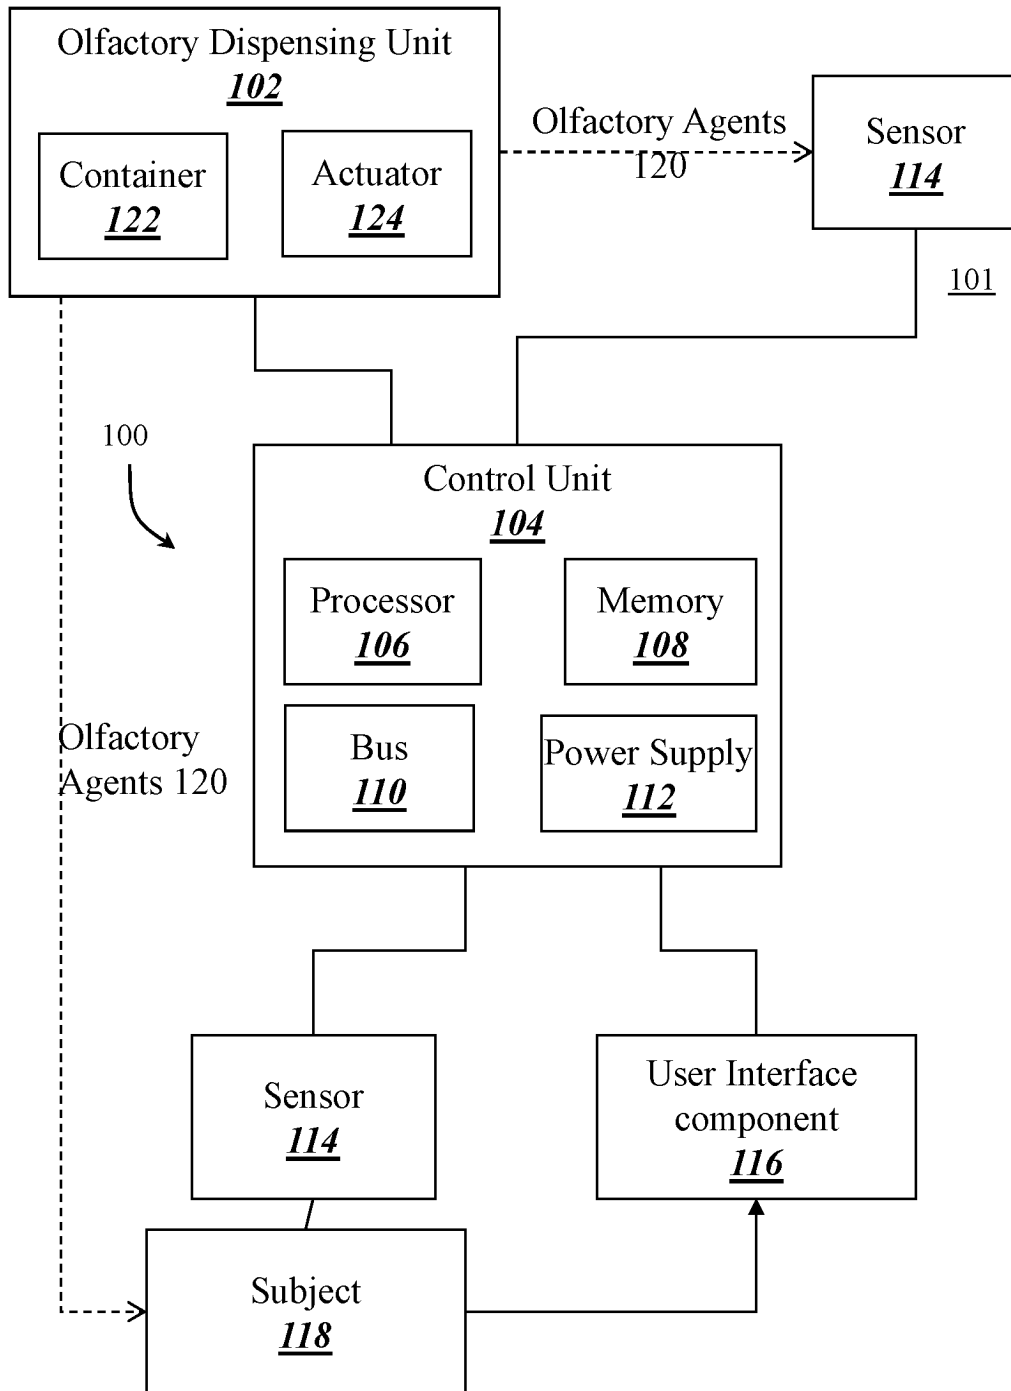 Olfactory Dispensing Unit
102
Container
122
Actuator
124
Olfactory Agents
120
Sensor
114
101
100
Control Unit
104
Processor
106
Memory
108
Bus
110
Power Supply
112
Olfactory
Agents 120
Sensor
114
User Interface
component
116
Subject
118